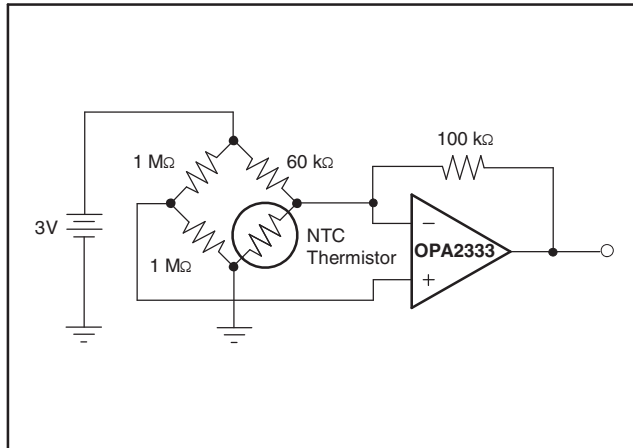 100 kΩ
1 MΩ
60 kΩ
3V
NTC
Thermistor
1 MΩ
−
OPA2333
+